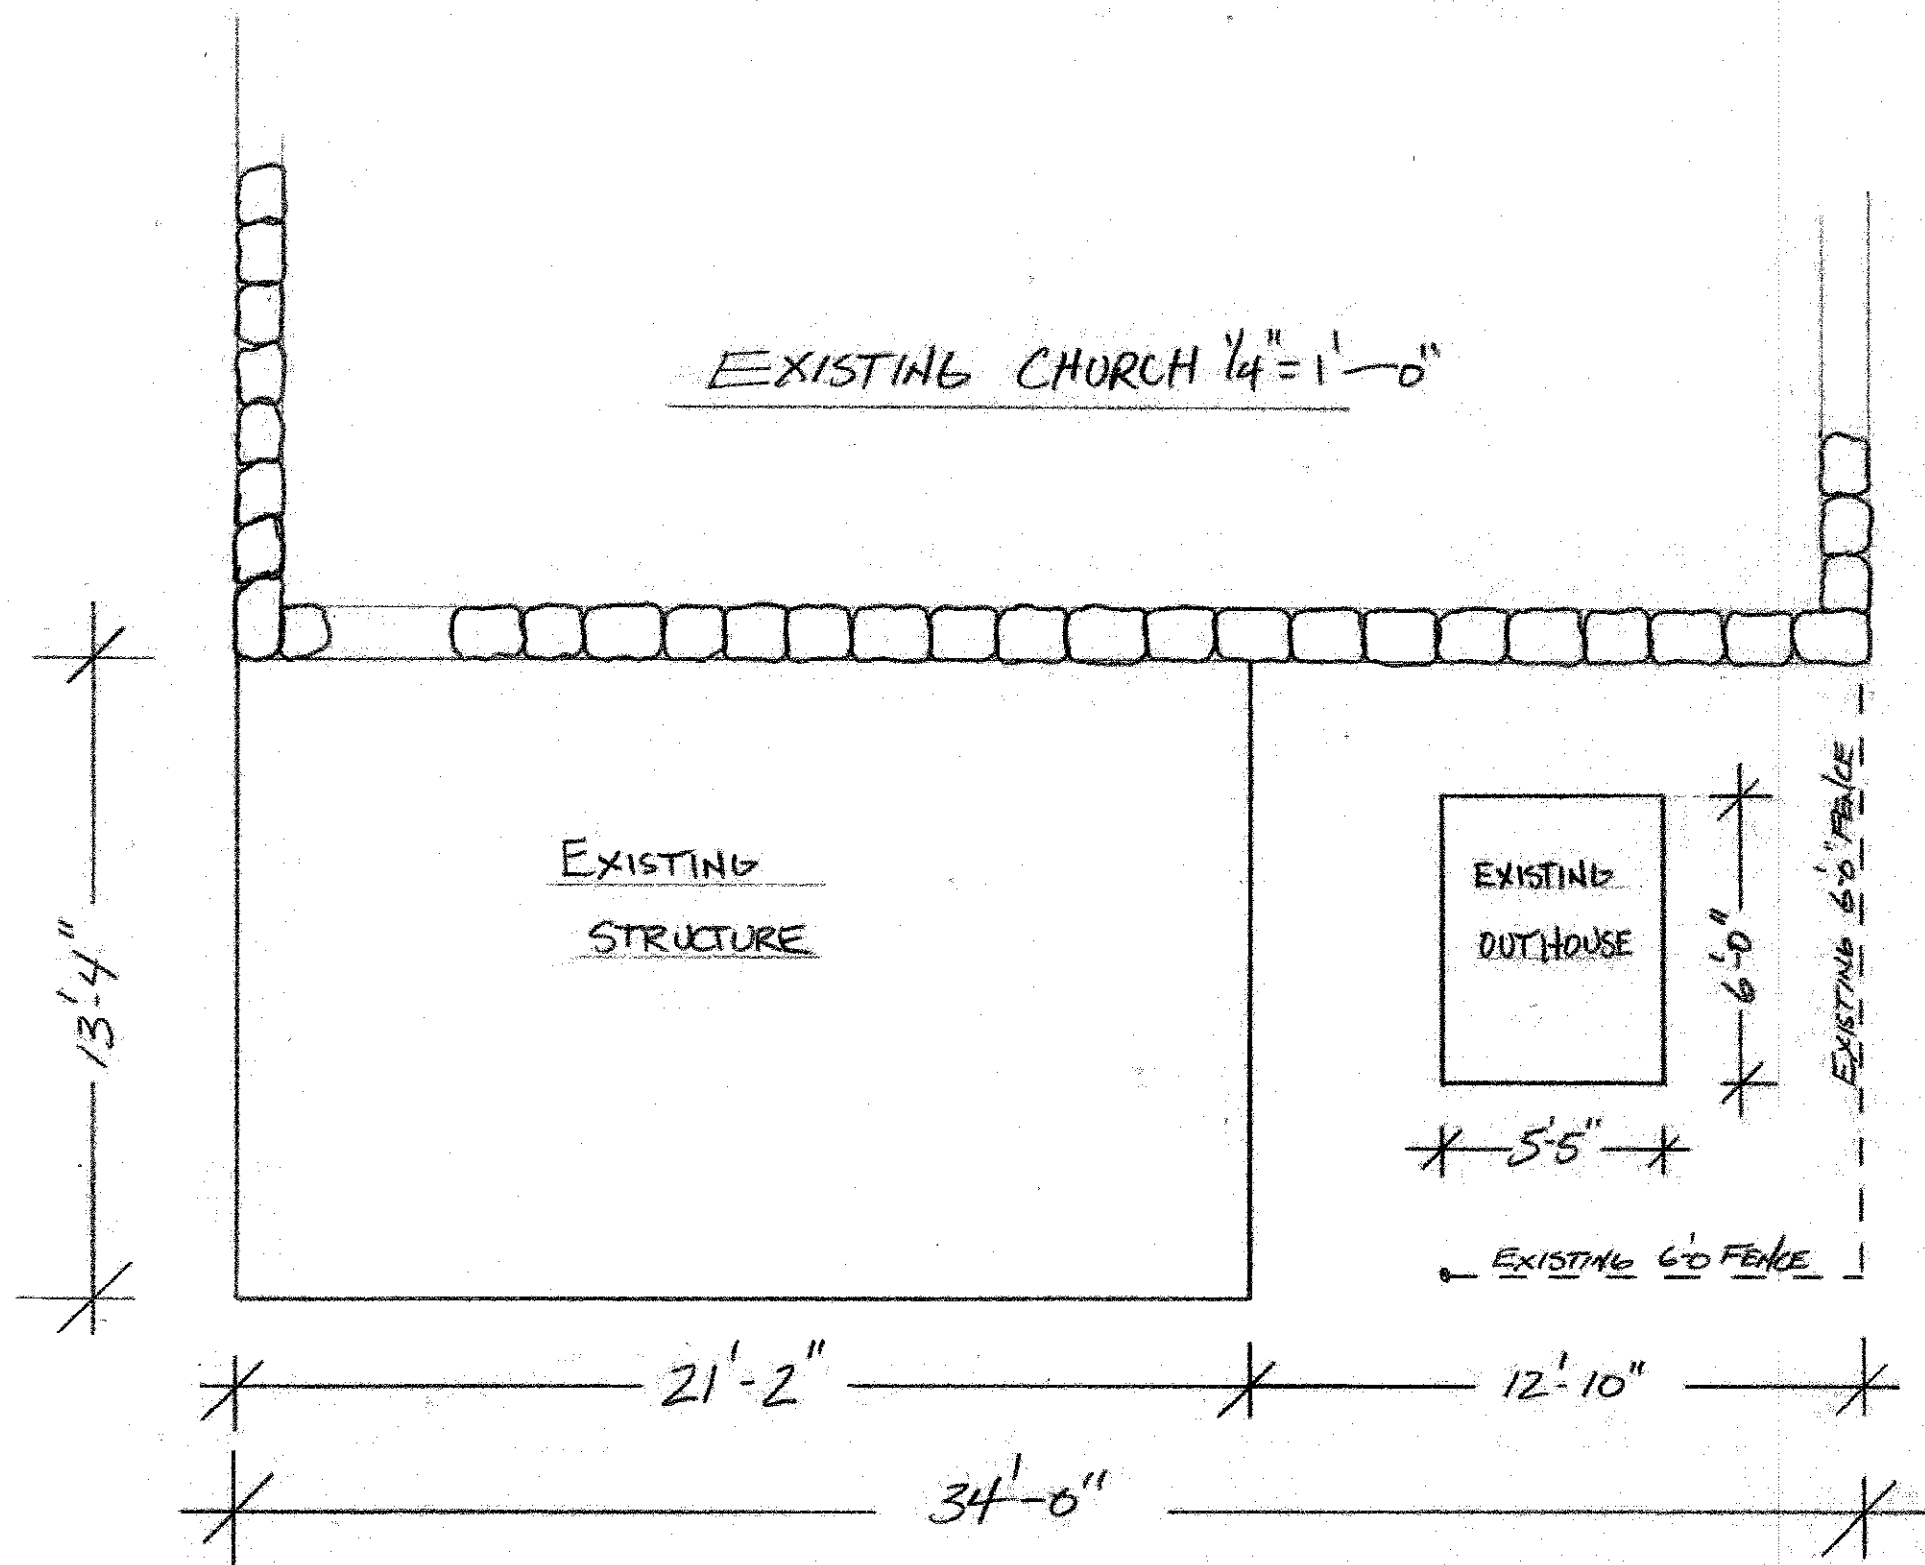 EXISTING CHURCH 1/4"=1'-0"
EXISTING
STRUCTURE
EXISTING
OUTHOUSE
13'-4"
6'-0"
EXISTING 6'0" FENCE
5'-5"
EXISTING 6'-0 FENCE
21'-2"
12'-10"
34'-0"